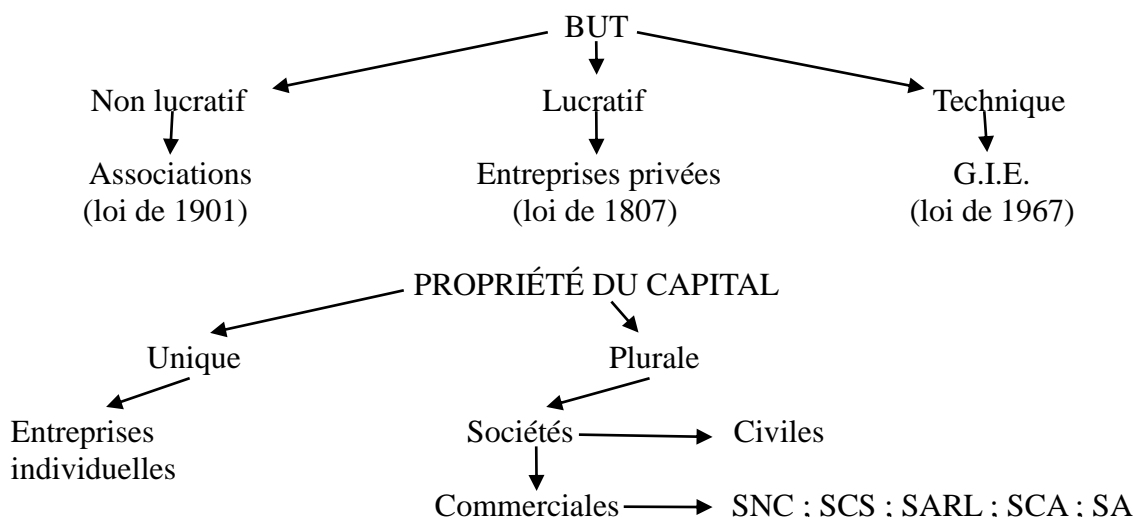 BUT
Non lucratif Lucratif Technique
Associations Entreprises privées G.I.E.
(loi de 1901) (loi de 1807) (loi de 1967)
PROPRIÉTÉ DU CAPITAL
Unique Plurale
Entreprises Sociétés Civiles
individuelles
Commerciales SNC ; SCS ; SARL ; SCA ; SA